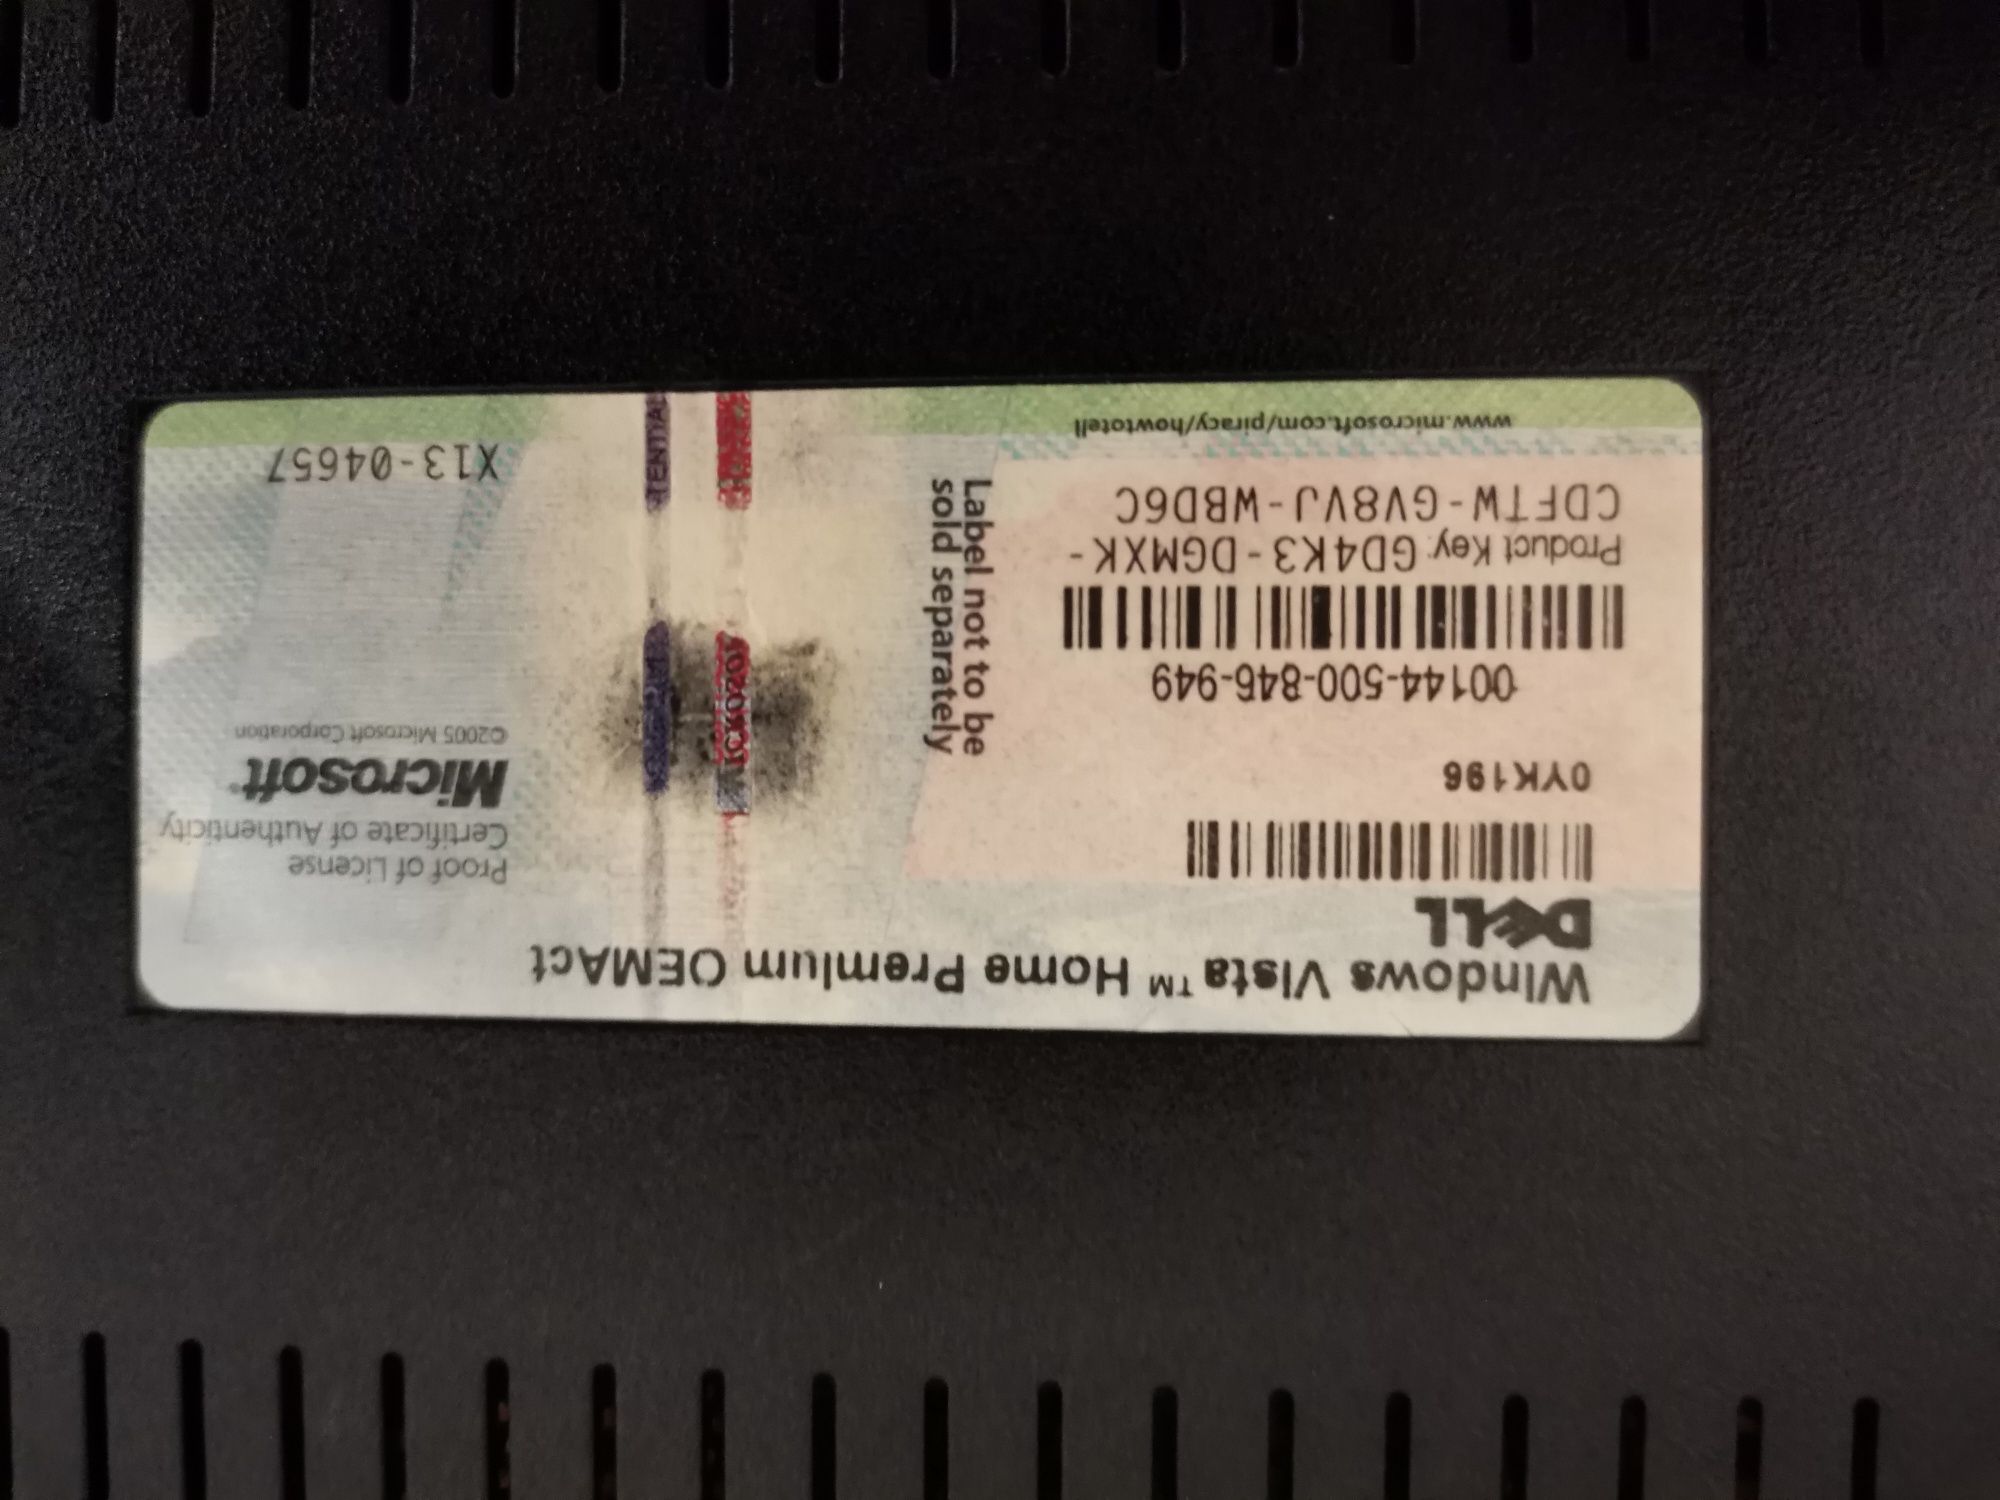 Windows Vista™ Home Premium OEMAct
DELL
0YK196
00144-500-846-949
Product Key: GD4K3-DGMXK-
CDFTW-GV8VJ-WBD6C
www.microsoft.com/piracy/howtotell
Label not to be
sold separately
Proof of License
Certificate of Authenticity
Microsoft®
©2005 Microsoft Corporation
X13-04657